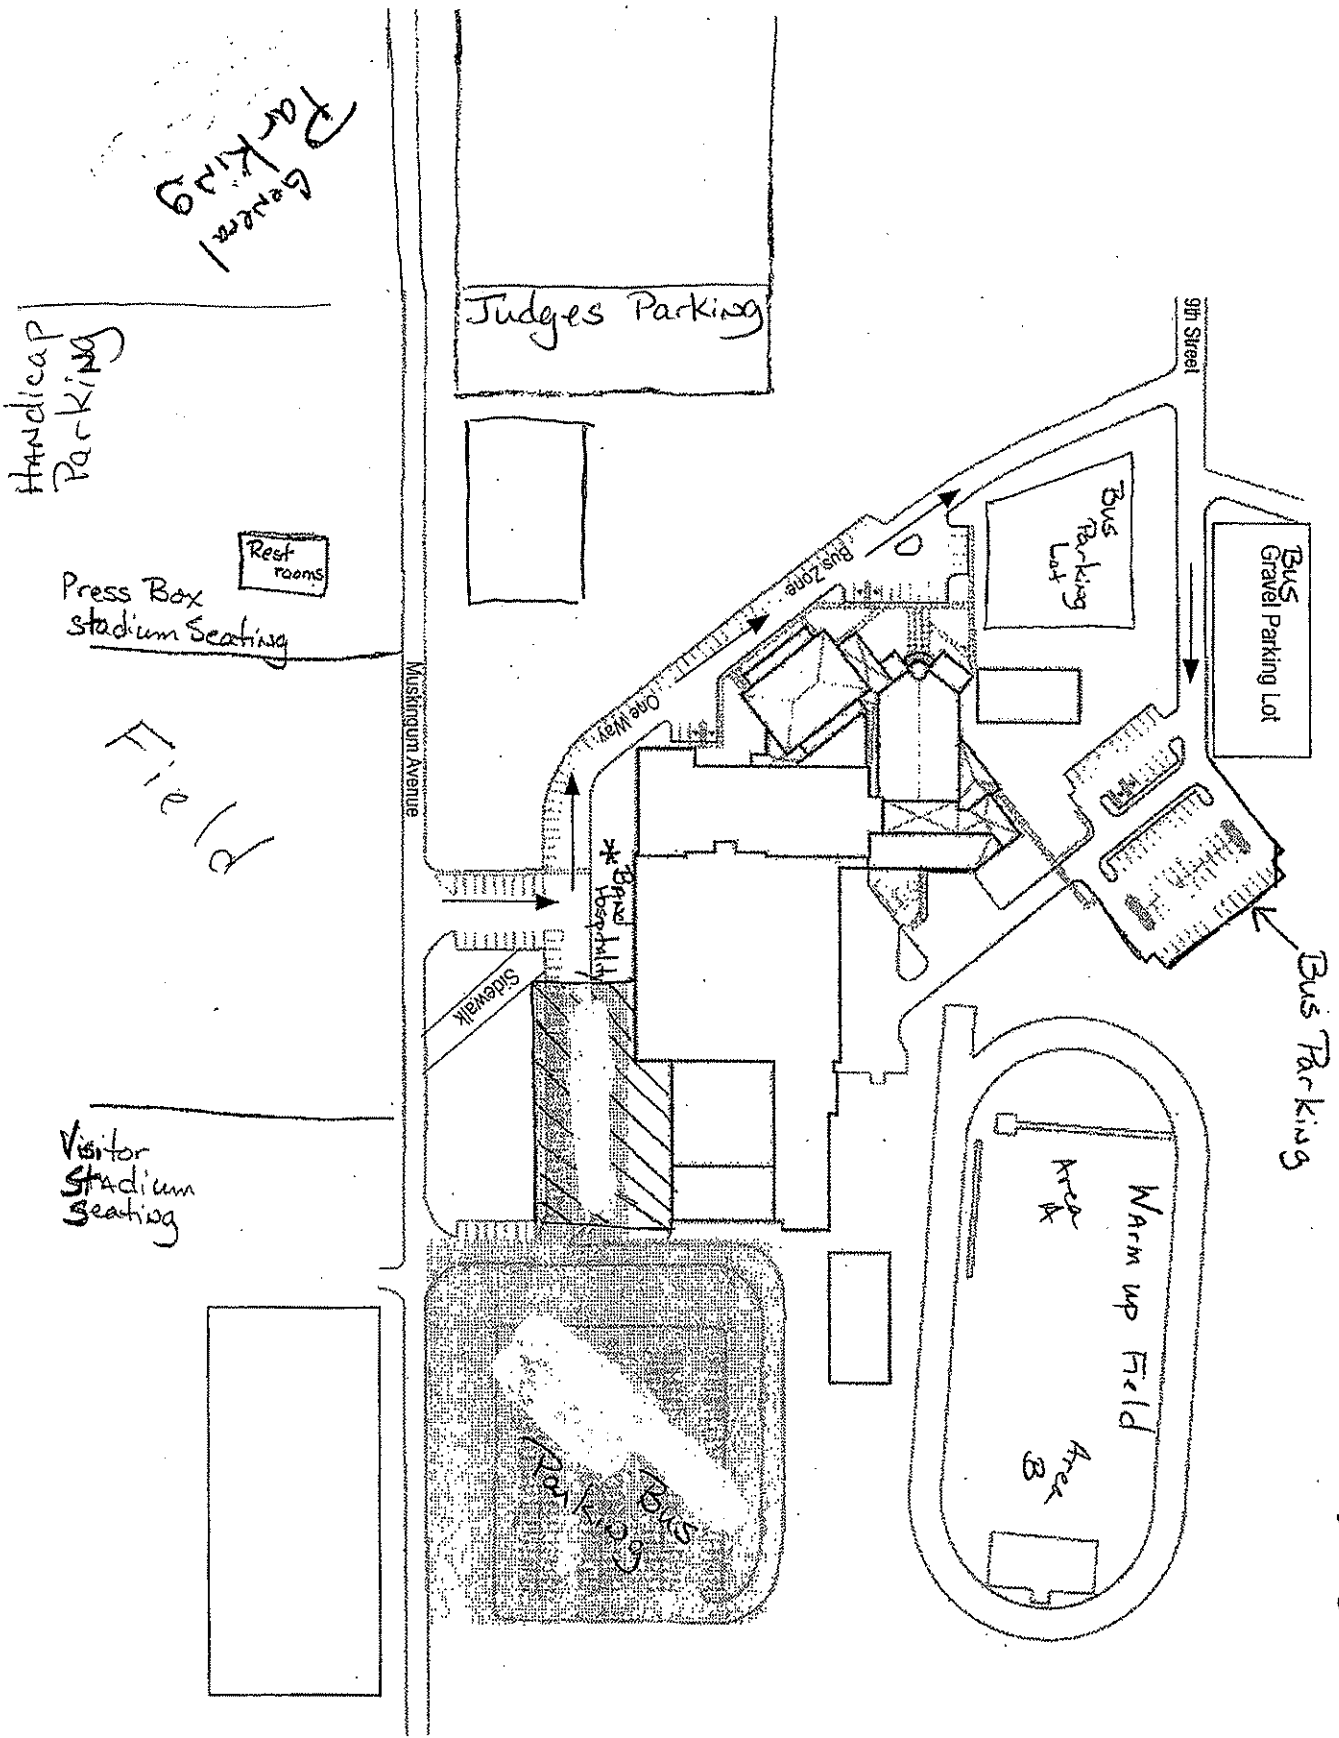 General
Parking
Judges Parking
9th Street
HANdicap
ParKiNg
Rest
rooms
Press Box
stadium Seating
Bus
Parking
Lot
Bus
Gravel Parking Lot
Bus Zone
One Way
Muskingum Avenue
Field
* BAND
Hospitality
Sidewalk
Bus Parking
Visitor
StAdium
Seating
WArm up Field
Area
A
Area
B
Bus
Parking